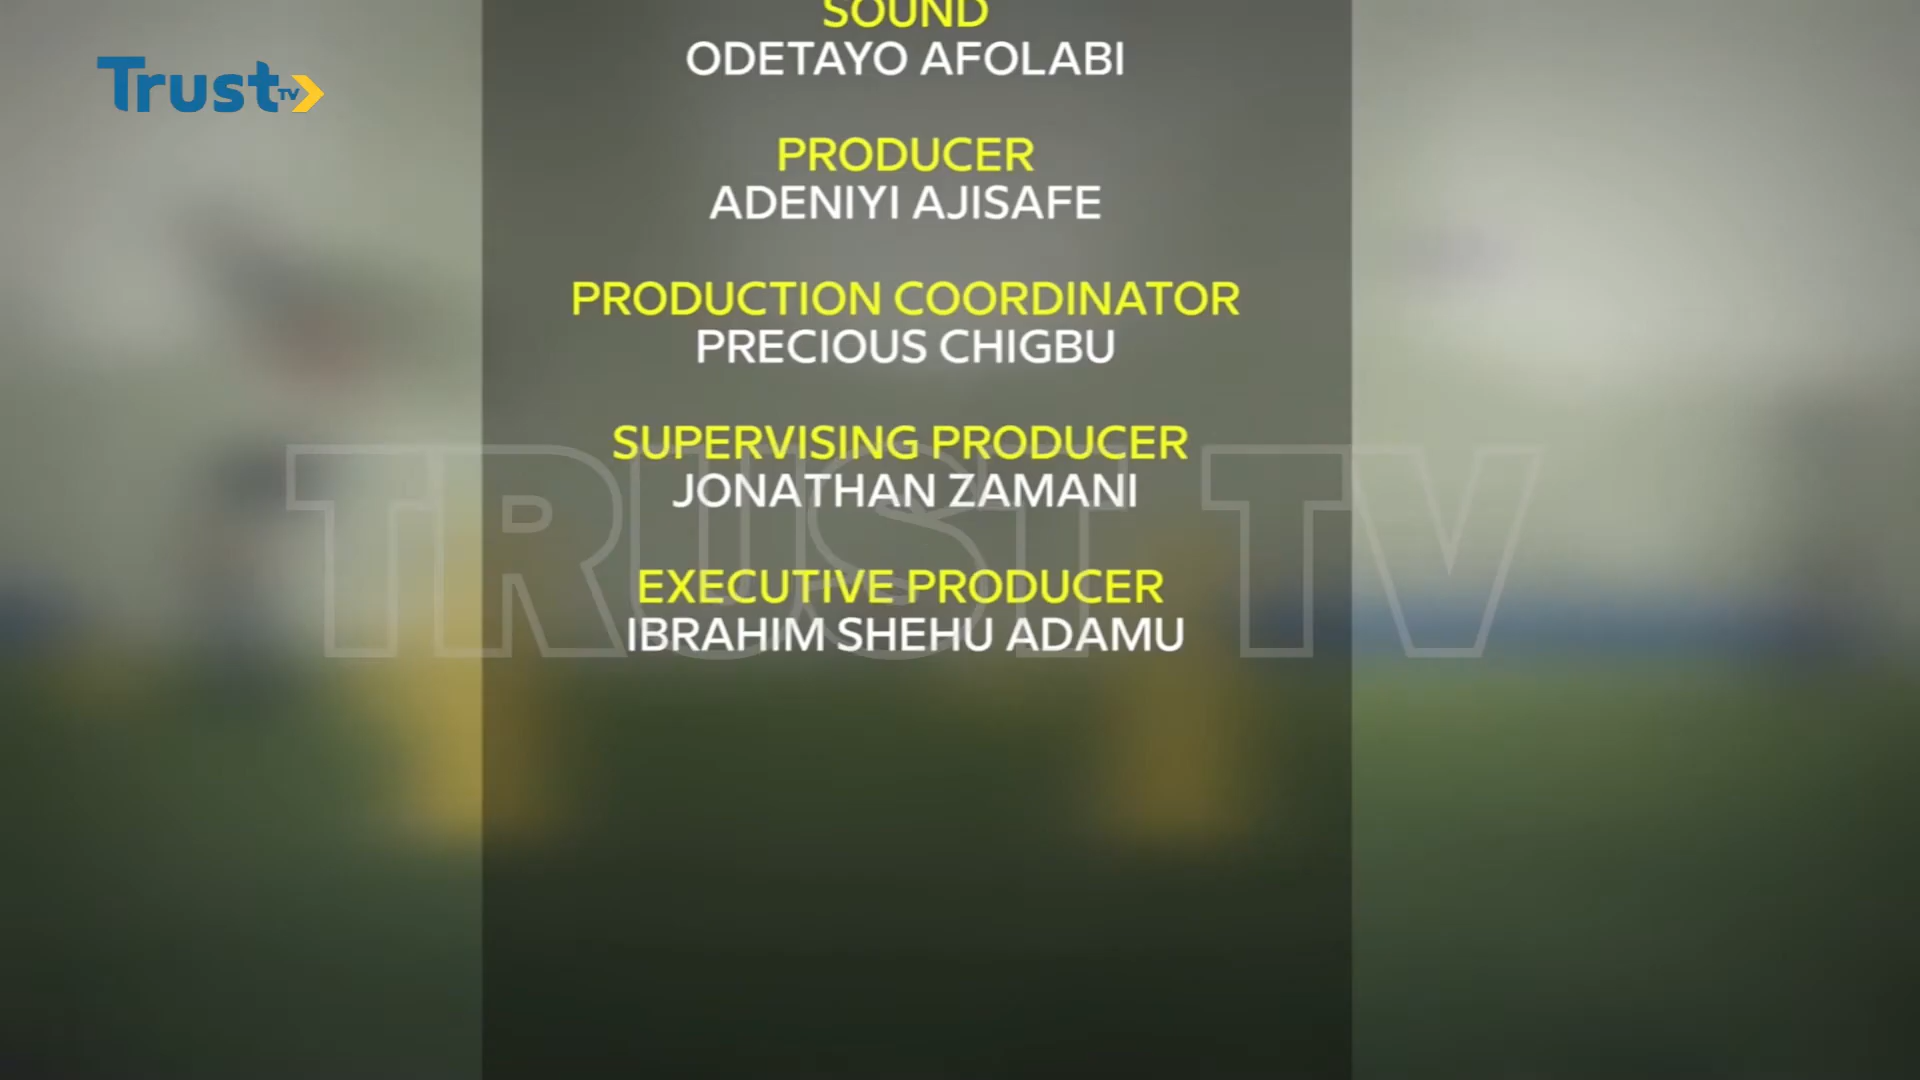 SOUND
ODETAYO AFOLABI
Trust TV
PRODUCER
ADENIYI AJISAFE
PRODUCTION COORDINATOR
PRECIOUS CHIGBU
SUPERVISING PRODUCER
JONATHAN ZAMANI
TRUST TV
EXECUTIVE PRODUCER
IBRAHIM SHEHU ADAMU